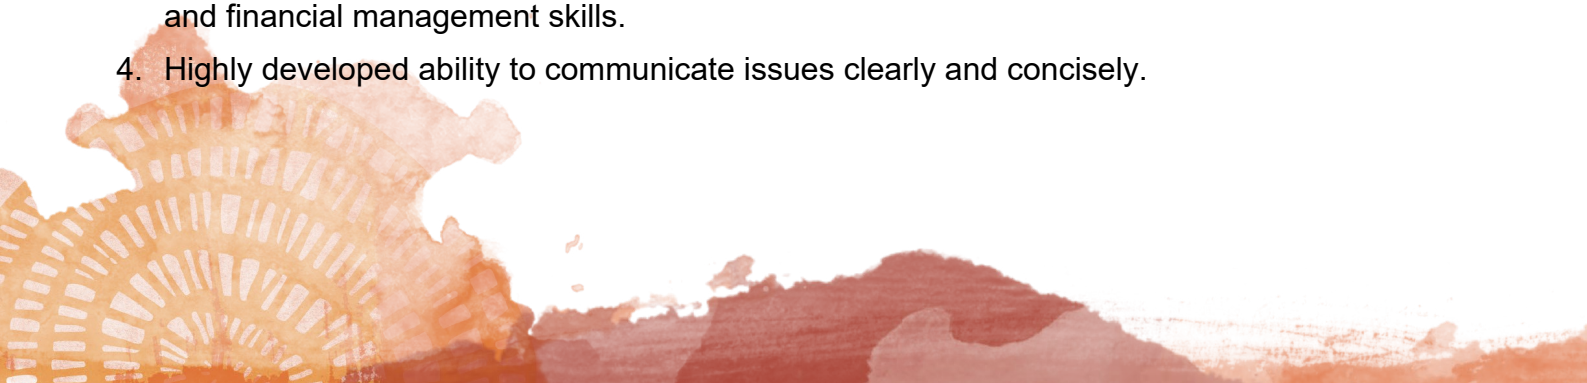 and financial management skills.
4. Highly developed ability to communicate issues clearly and concisely.